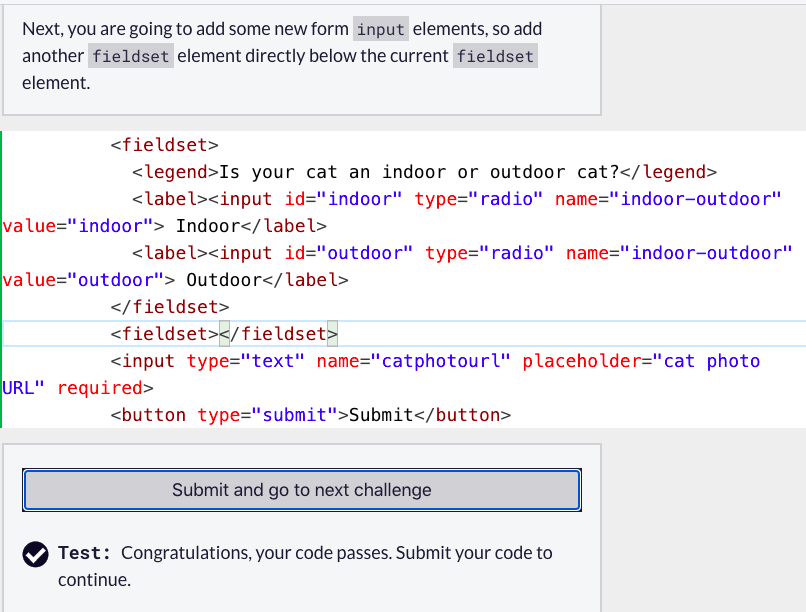 Next, you are going to add some new form input elements, so add
another fieldset element directly below the current fieldset
element.
<fieldset>
<legend>Is your cat an indoor or outdoor cat?</legend>
<label><input id="indoor" type="radio" name="indoor-outdoor"
value="indoor"> Indoor</label>
<label><input id="outdoor" type="radio" name="indoor-outdoor"
value="outdoor"> Outdoor</label>
</fieldset>
<fieldset></fieldset>
<input type="text" name="catphotourl" placeholder="cat photo
URL" required>
<button type="submit">Submit</button>
Submit and go to next challenge
Test: Congratulations, your code passes. Submit your code to
continue.